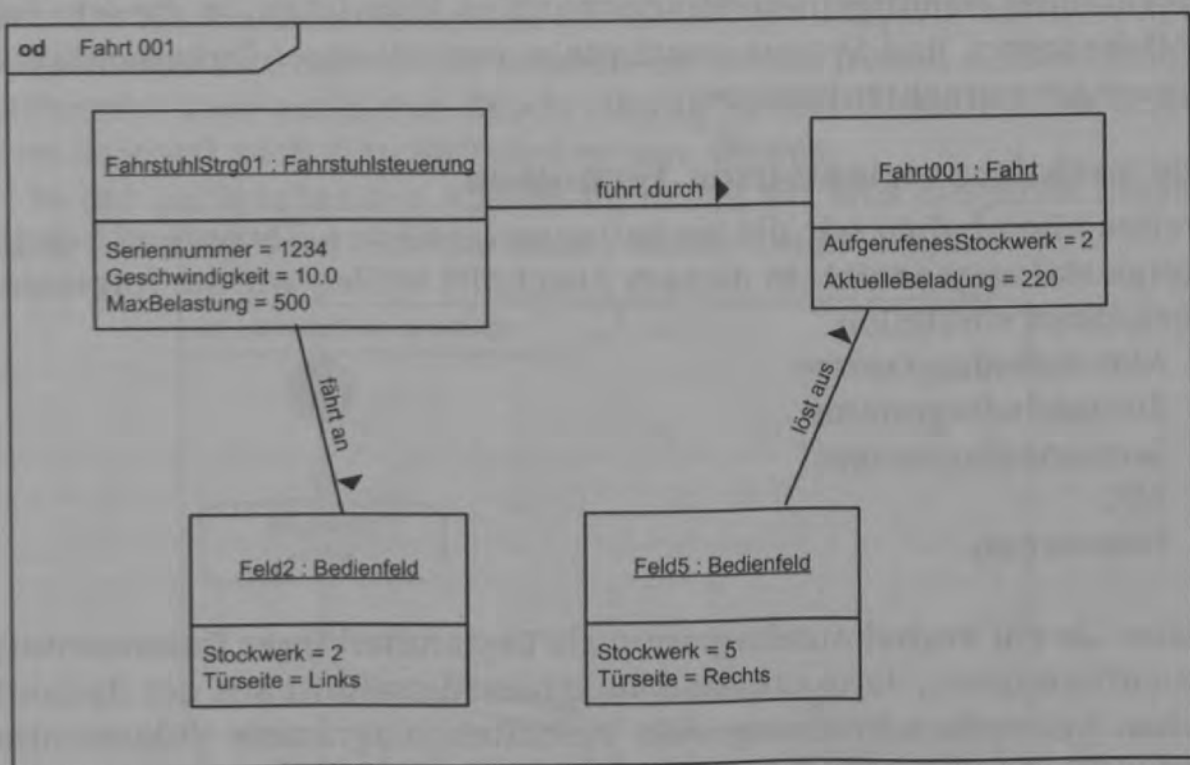 od Fahrt 001
FahrstuhlStrg01 : Fahrstuhlsteuerung
Seriennummer = 1234
Geschwindigkeit = 10.0
MaxBelastung = 500
führt durch
Fahrt001 : Fahrt
AufgerufenesStockwerk = 2
AktuelleBeladung = 220
fährt an
löst aus
Feld2 : Bedienfeld
Stockwerk = 2
Türseite = Links
Feld5 : Bedienfeld
Stockwerk = 5
Türseite = Rechts